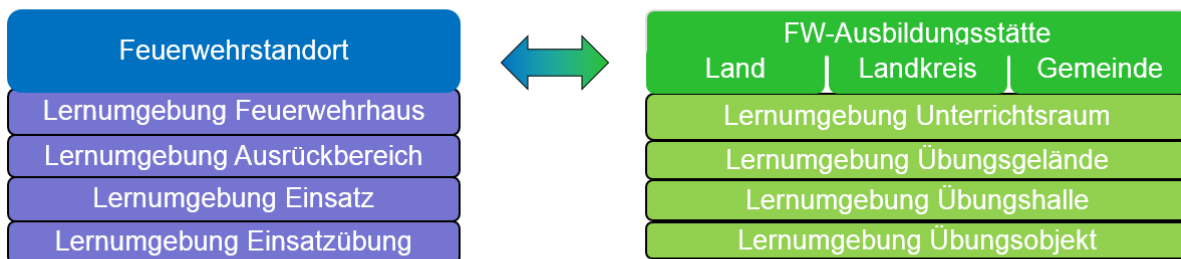 Feuerwehrstandort
Lernumgebung Feuerwehrhaus
Lernumgebung Ausrückbereich
Lernumgebung Einsatz
Lernumgebung Einsatzübung
FW-Ausbildungsstätte
Land Landkreis Gemeinde
Lernumgebung Unterrichtsraum
Lernumgebung Übungsgelände
Lernumgebung Übungshalle
Lernumgebung Übungsobjekt